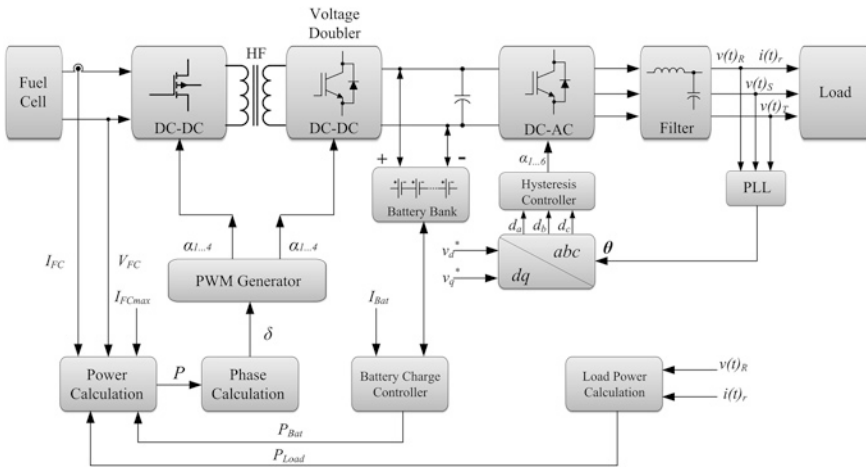 Voltage
Doubler
Fuel
Cell
DC-DC
HF
DC-DC
DC-AC
Filter
v(t)R
i(t)r
v(t)S
v(t)T
Load
+
-
Battery Bank
α1...6
Hysteresis
Controller
PLL
da
db
dc
vd*
vq*
abc
dq
θ
α1...4
α1...4
IFC
VFC
IFCmax
PWM Generator
IBat
δ
Power
Calculation
P
Phase
Calculation
Battery Charge
Controller
Load Power
Calculation
v(t)R
i(t)r
PBat
PLoad